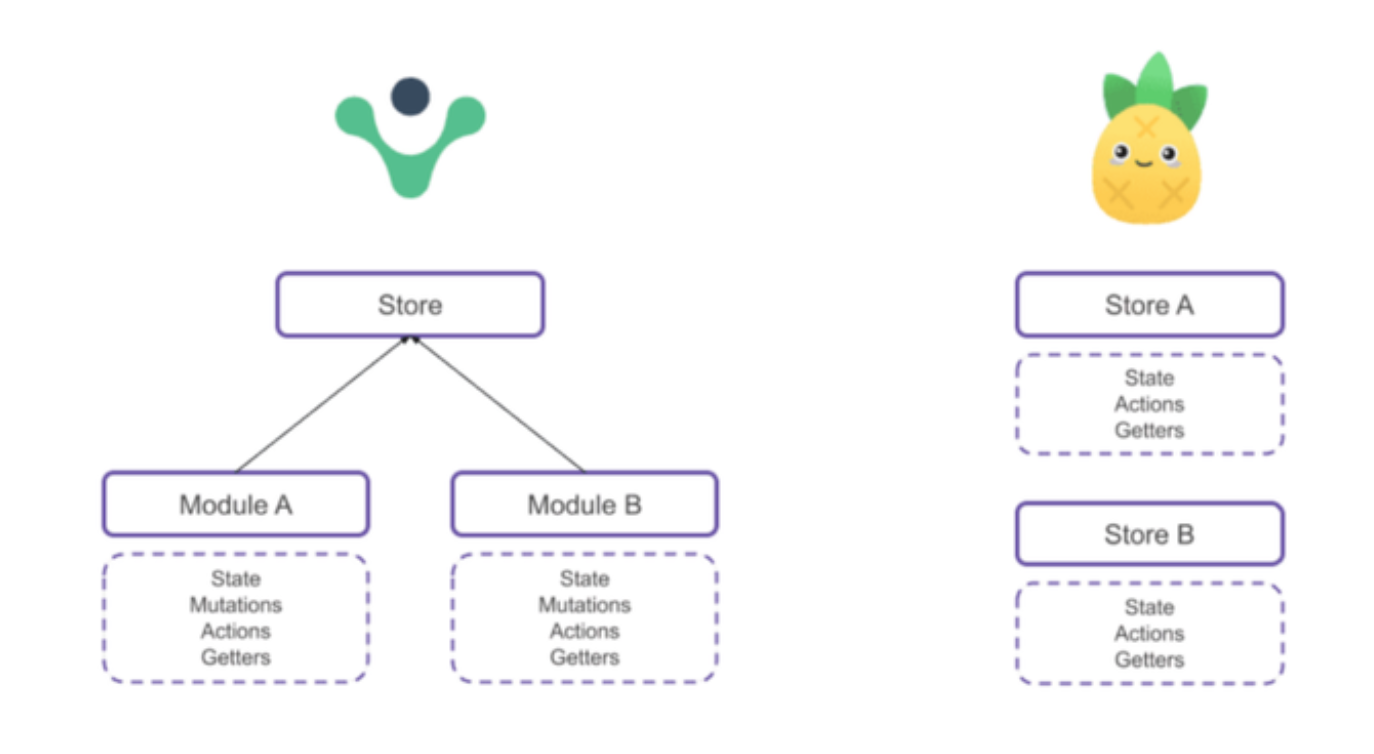 Store
Module A
State
Mutations
Actions
Getters
Module B
State
Mutations
Actions
Getters
Store A
State
Actions
Getters
Store B
State
Actions
Getters